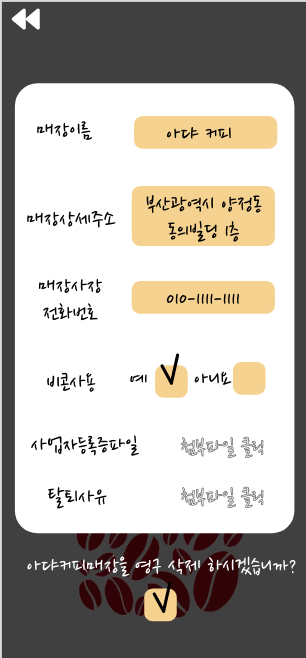 매장이름
아댜 커피
매장상세주소
부산광역시 양정동
동의빌딩 1층
매장사장
전화번호
010-1111-1111
비콘사용
예
아니요
사업자등록증파일
첨부파일 클릭
탈퇴사유
첨부파일 클릭
아댜커피매장을 영구 삭제 하시겠습니까?